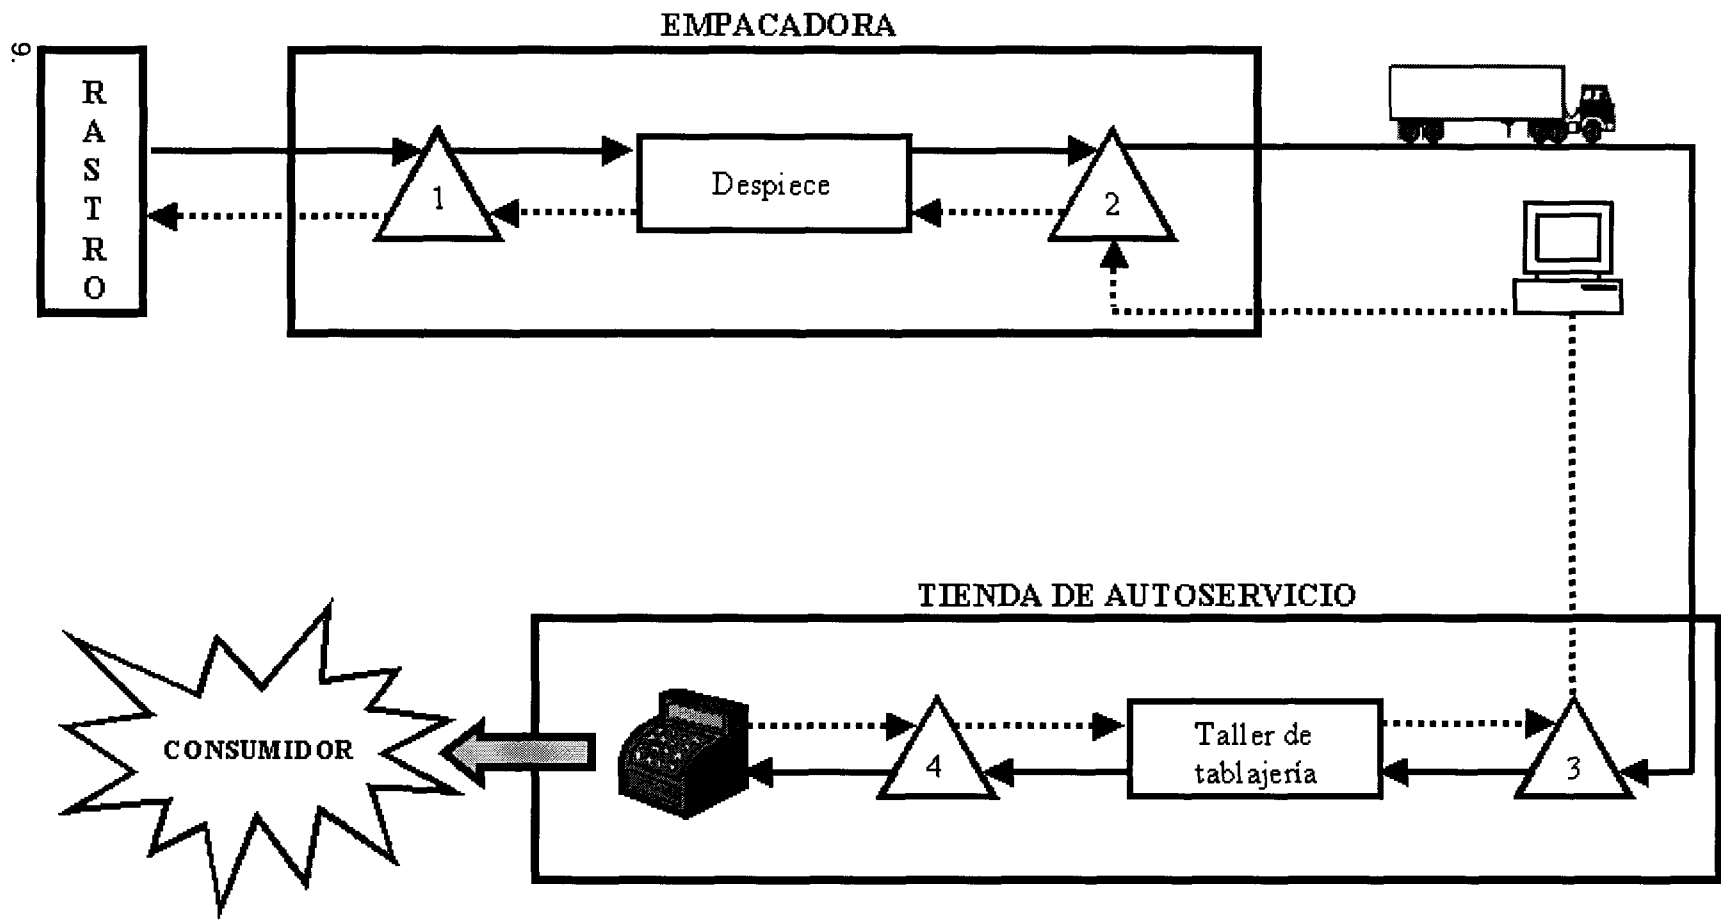 EMPACADORA
9.
R
A
S
T
R
O
1
Despiece
2
TIENDA DE AUTOSERVICIO
CONSUMIDOR
4
Taller de
tablajería
3